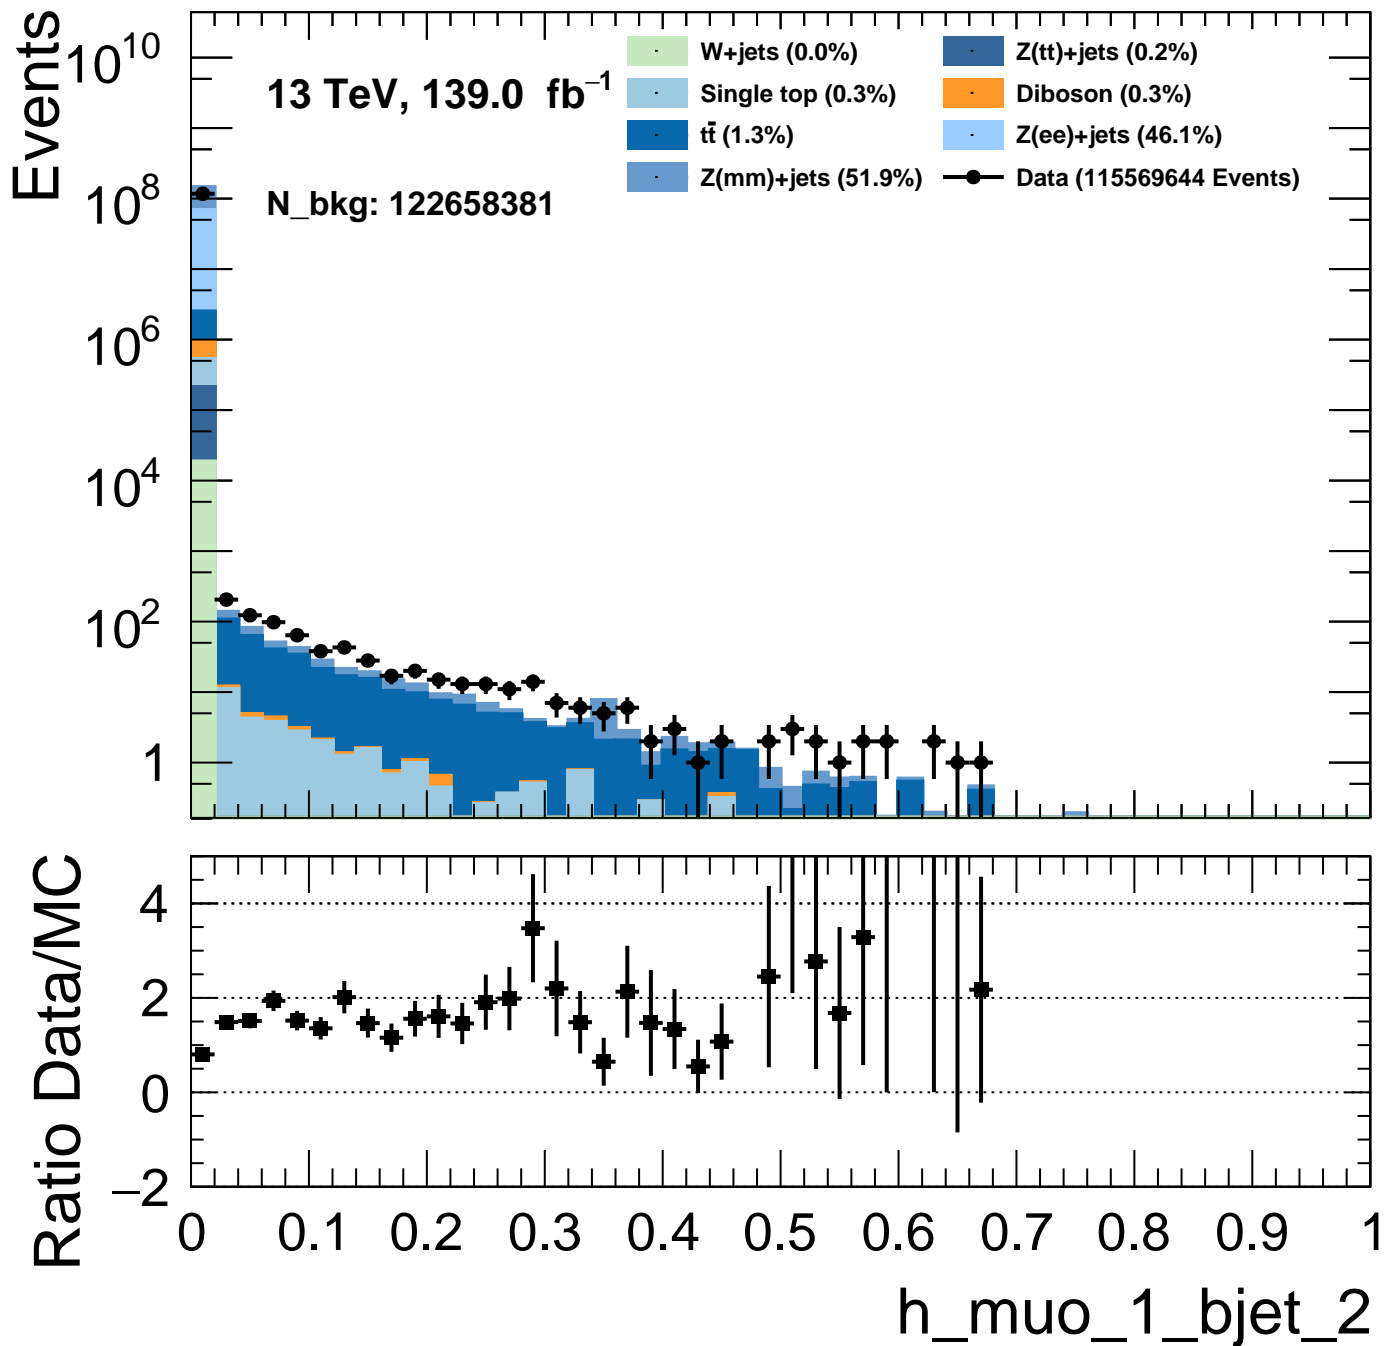 Events
10^10
10^8
10^6
10^4
10^2
1
13 TeV, 139.0 fb^−1
N_bkg: 122658381
W+jets (0.0%)
Single top (0.3%)
tt̄ (1.3%)
Z(mm)+jets (51.9%)
Z(tt)+jets (0.2%)
Diboson (0.3%)
Z(ee)+jets (46.1%)
Data (115569644 Events)
Ratio Data/MC
4
2
0
−2
0 0.1 0.2 0.3 0.4 0.5 0.6 0.7 0.8 0.9 1
h_muo_1_bjet_2